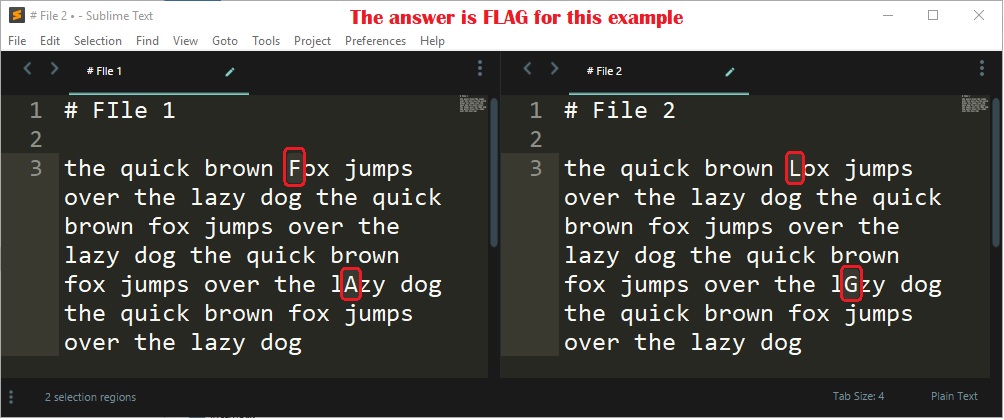 # File 2 • - Sublime Text
The answer is FLAG for this example
File Edit Selection Find View Goto Tools Project Preferences Help
# FIle 1
# File 2
1 # FIle 1
2
3 the quick brown Fox jumps
over the lazy dog the quick
brown fox jumps over the
lazy dog the quick brown
fox jumps over the lAzy dog
the quick brown fox jumps
over the lazy dog
1 # File 2
2
3 the quick brown Lox jumps
over the lazy dog the quick
brown fox jumps over the
lazy dog the quick brown
fox jumps over the lGzy dog
the quick brown fox jumps
over the lazy dog
2 selection regions
Tab Size: 4
Plain Text